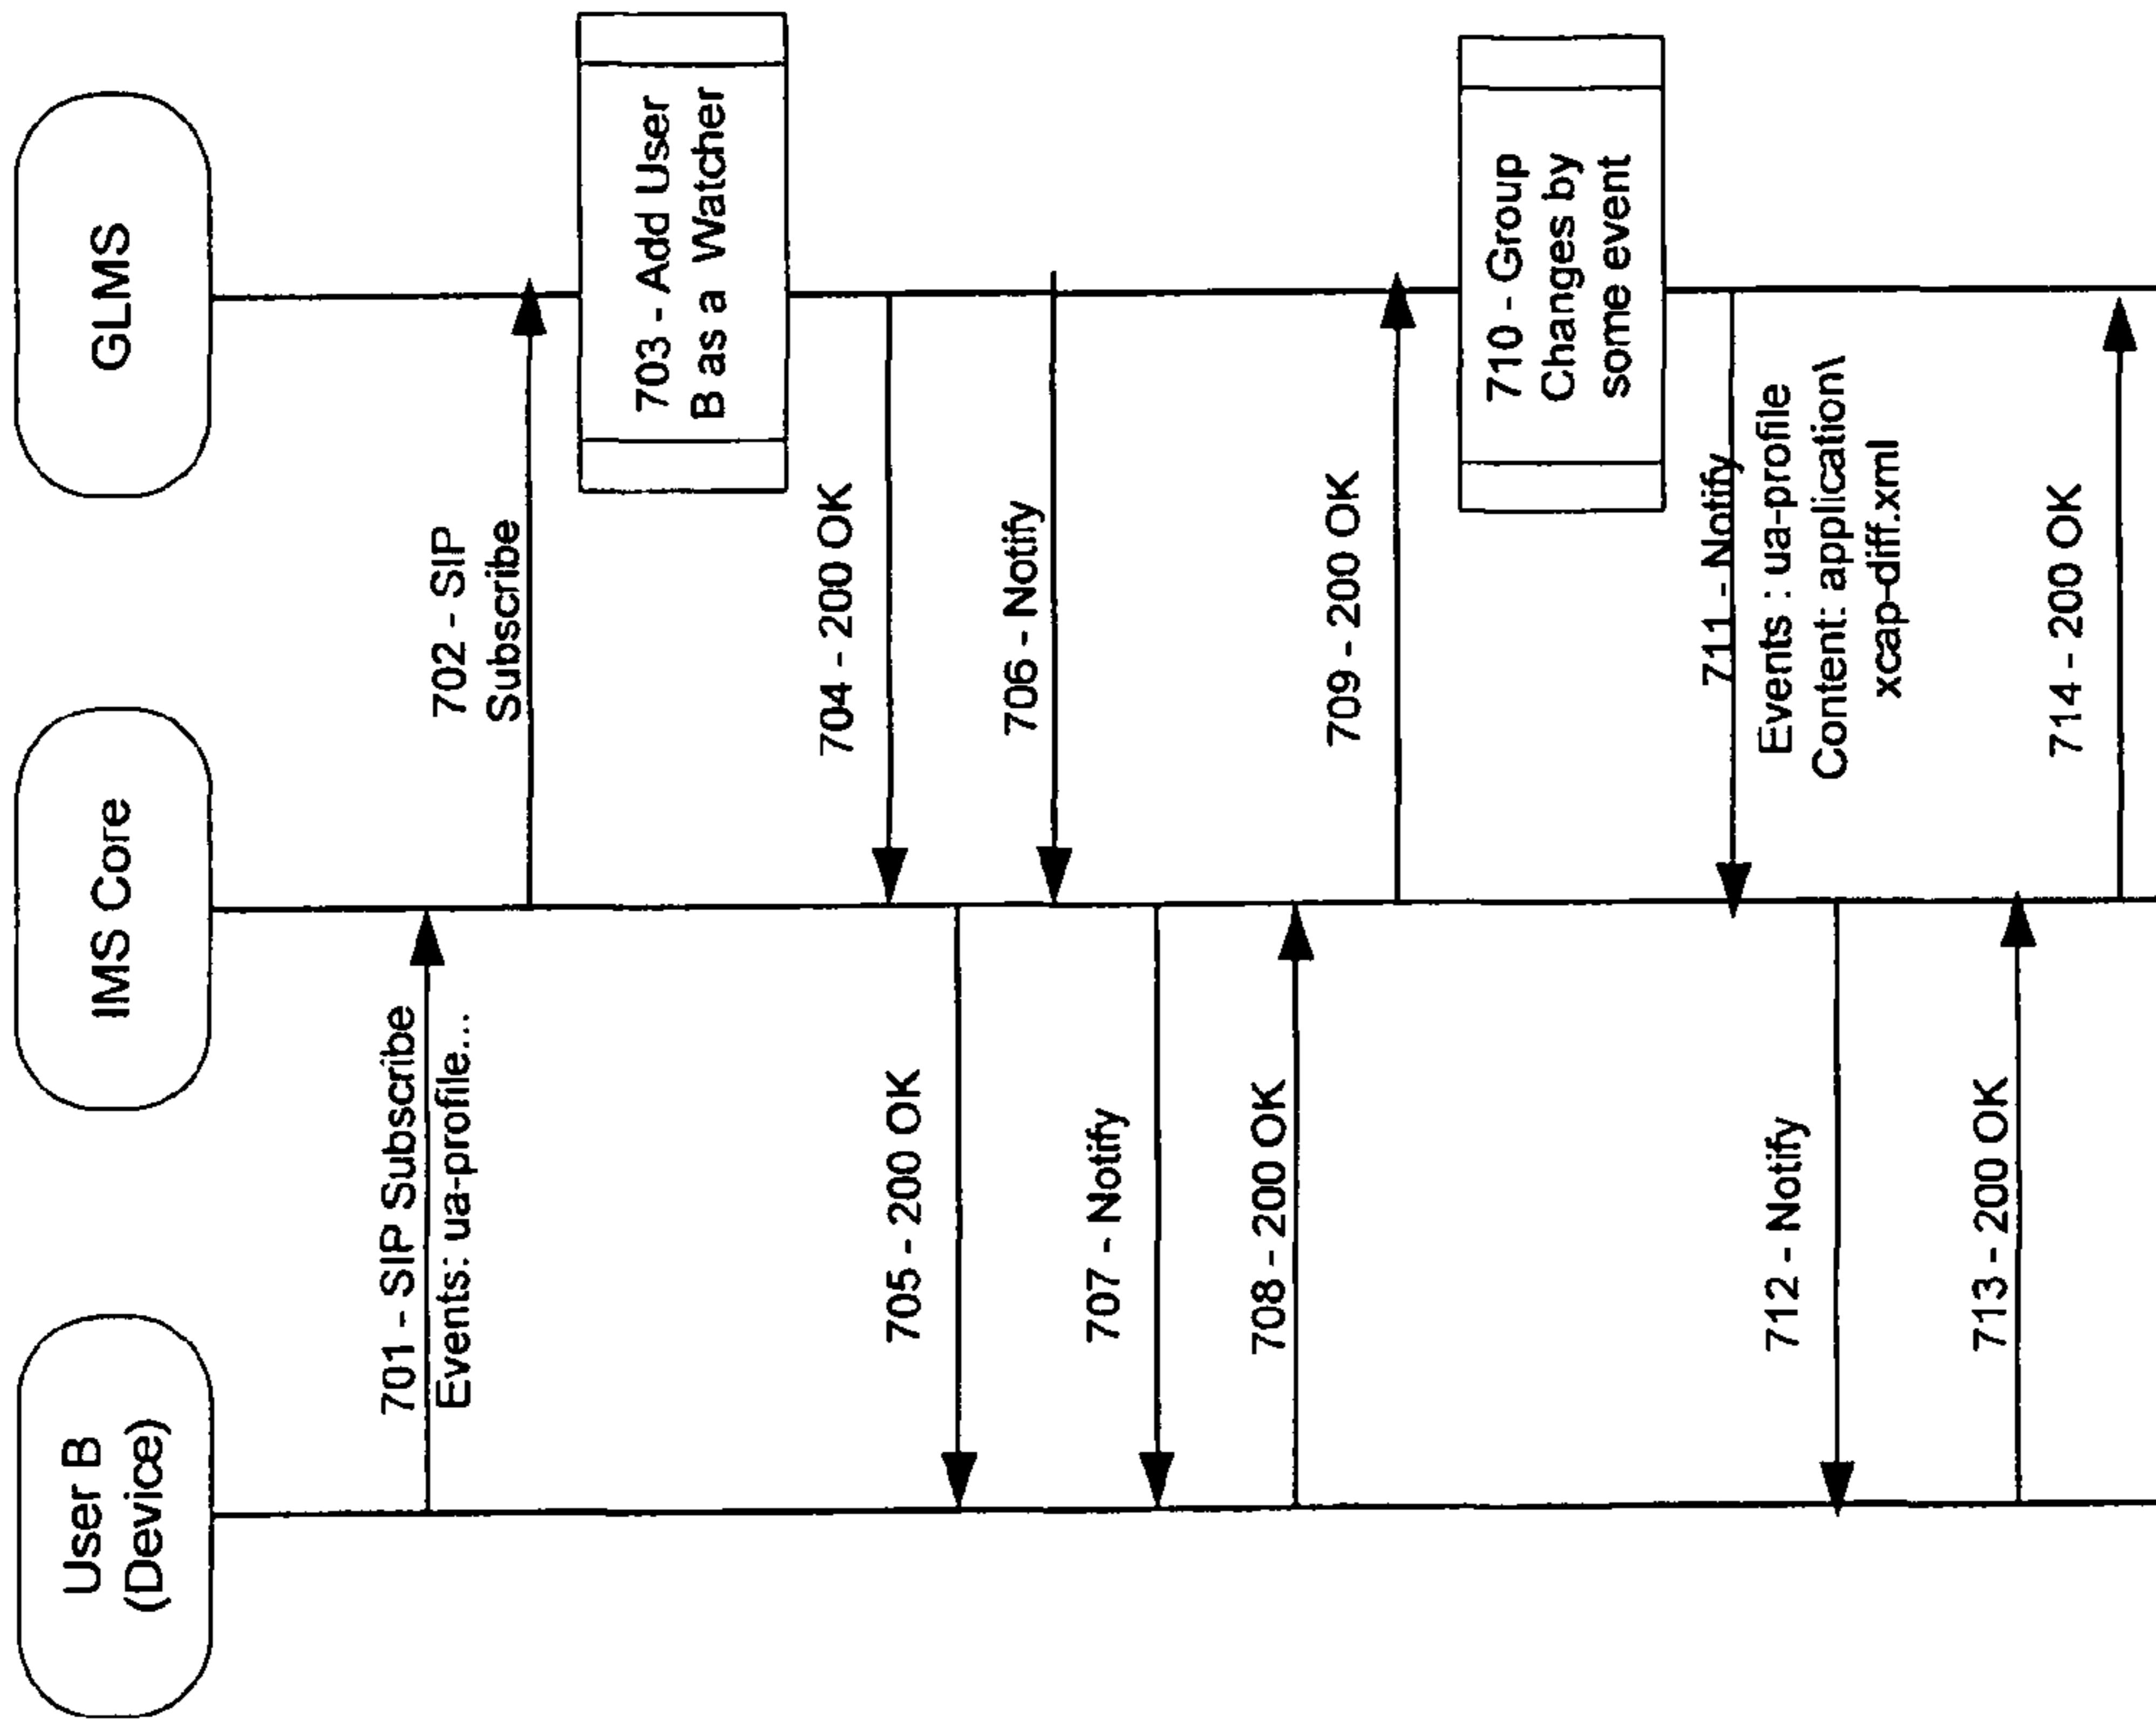 User B
(Device)
IMS Core
GLMS
701 - SIP Subscribe
Events: ua-profile...
702 - SIP
Subscribe
703 - Add User
B as a Watcher
704 - 200 OK
705 - 200 OK
706 - Notify
707 - Notify
708 - 200 OK
709 - 200 OK
710 - Group
Changes by
some event
711 - Notify
Events : ua-profile
Content: application\
xcap-diff.xml
712 - Notify
713 - 200 OK
714 - 200 OK